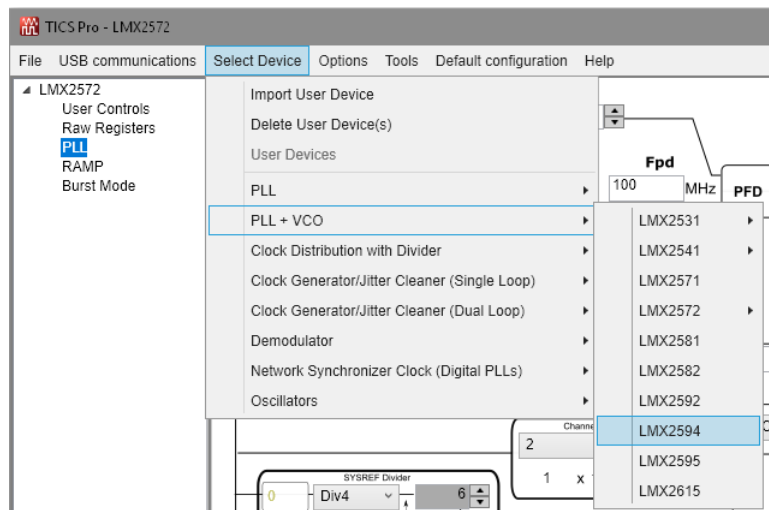 TICS Pro - LMX2572
File USB communications Select Device Options Tools Default configuration Help
LMX2572
User Controls
Raw Registers
PLL
RAMP
Burst Mode
Import User Device
Delete User Device(s)
User Devices
PLL
PLL + VCO
Clock Distribution with Divider
Clock Generator/Jitter Cleaner (Single Loop)
Clock Generator/Jitter Cleaner (Dual Loop)
Demodulator
Network Synchronizer Clock (Digital PLLs)
Oscillators
LMX2531
LMX2541
LMX2571
LMX2572
LMX2581
LMX2582
LMX2592
LMX2594
LMX2595
LMX2615
Fpd
100 MHz PFD
2
1 x
SYSREF Divider
0 Div4 6